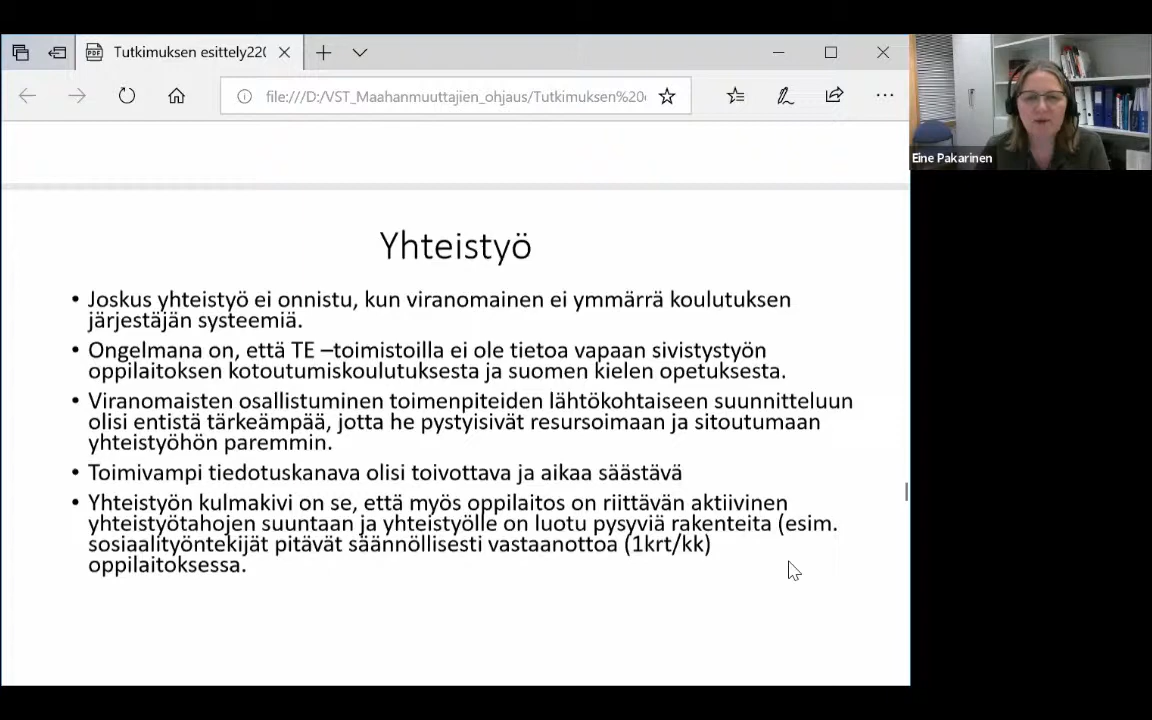 Tutkimuksen esittely220
file:///D:/VST_Maahanmuuttajien_ohjaus/Tutkimuksen%20
Eine Pakarinen
Yhteistyö
• Joskus yhteistyö ei onnistu, kun viranomainen ei ymmärrä koulutuksen
järjestäjän systeemiä.
• Ongelmana on, että TE –toimistoilla ei ole tietoa vapaan sivistystyön
oppilaitoksen kotoutumiskoulutuksesta ja suomen kielen opetuksesta.
• Viranomaisten osallistuminen toimenpiteiden lähtökohtaiseen suunnitteluun
olisi entistä tärkeämpää, jotta he pystyisivät resursoimaan ja sitoutumaan
yhteistyöhön paremmin.
• Toimivampi tiedotuskanava olisi toivottava ja aikaa säästävä
• Yhteistyön kulmakivi on se, että myös oppilaitos on riittävän aktiivinen
yhteistyötahojen suuntaan ja yhteistyölle on luotu pysyviä rakenteita (esim.
sosiaalityöntekijät pitävät säännöllisesti vastaanottoa (1krt/kk)
oppilaitoksessa.